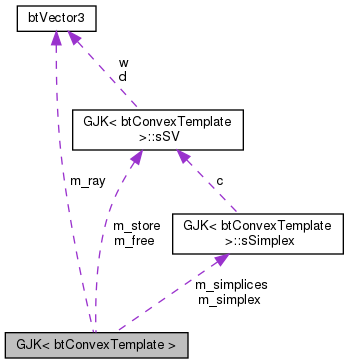 btVector3
w
d
GJK< btConvexTemplate
>::sSV
m_ray
c
m_store
m_free
GJK< btConvexTemplate
>::sSimplex
m_simplices
m_simplex
GJK< btConvexTemplate >